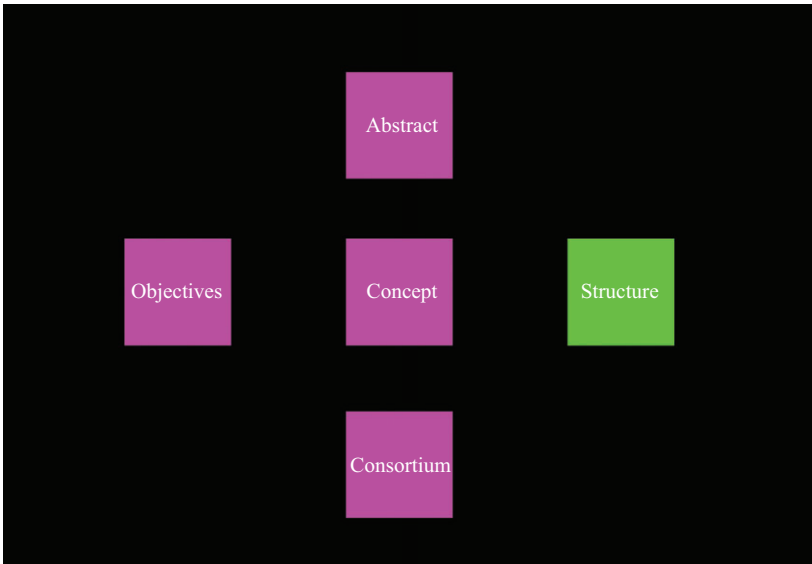 Abstract
Objectives
Concept
Structure
Consortium